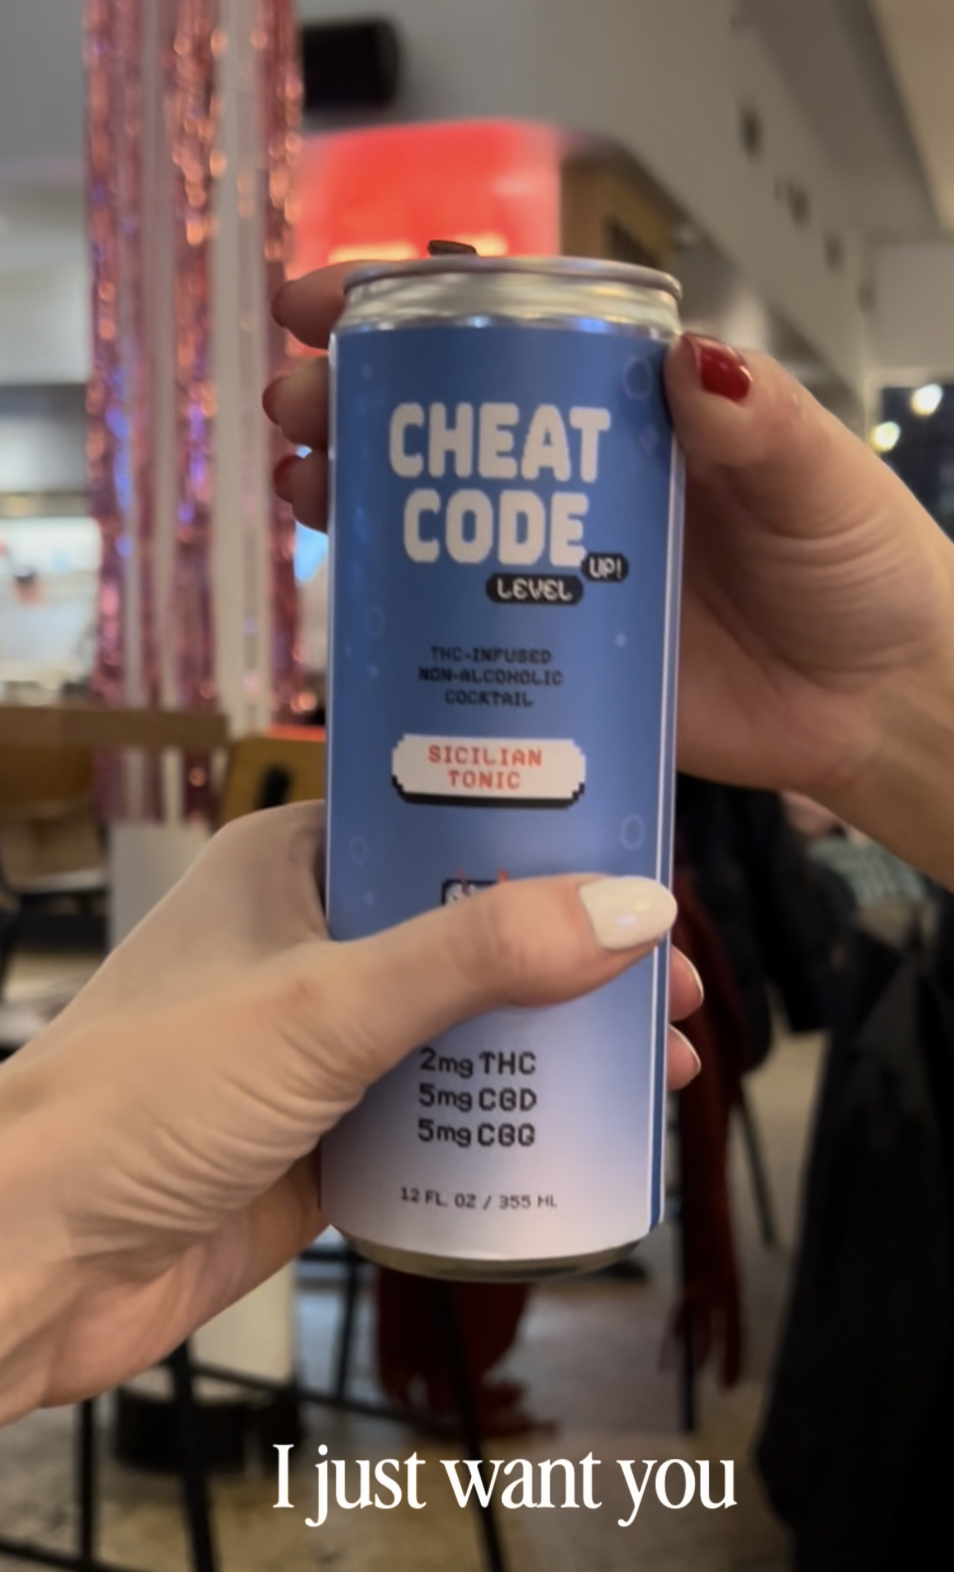 CHEAT
CODE
LEVEL UP!
THC-INFUSED
NON-ALCOHOLIC
COCKTAIL
SICILIAN
TONIC
2mg THC
5mg CBD
5mg CBG
12 FL. OZ / 355 ML
I just want you